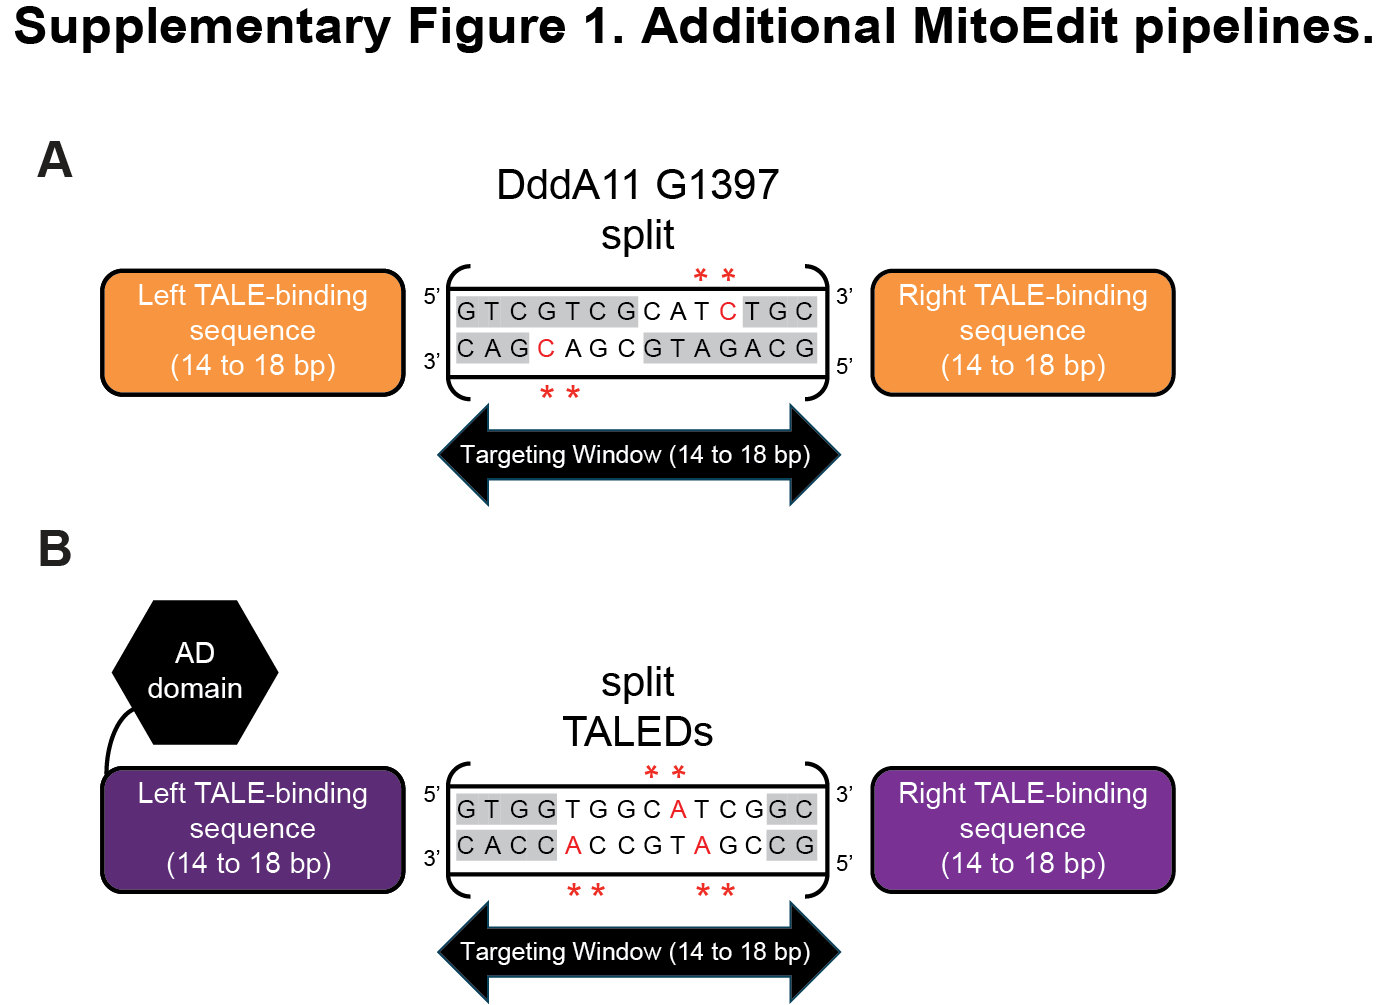 Supplementary Figure 1. Additional MitoEdit pipelines.
A
DddA11 G1397
split
Left TALE-binding
sequence
(14 to 18 bp)
* *
5’ G T C G T C G C A T C T G C 3’
3’ C A G C A G C G T A G A C G 5’
* *
Right TALE-binding
sequence
(14 to 18 bp)
Targeting Window (14 to 18 bp)
B
AD
domain
split
TALEDs
Left TALE-binding
sequence
(14 to 18 bp)
* *
5’ G T G G T G G C A T C G G C 3’
3’ C A C C A C C G T A G C C G 5’
* * * *
Right TALE-binding
sequence
(14 to 18 bp)
Targeting Window (14 to 18 bp)